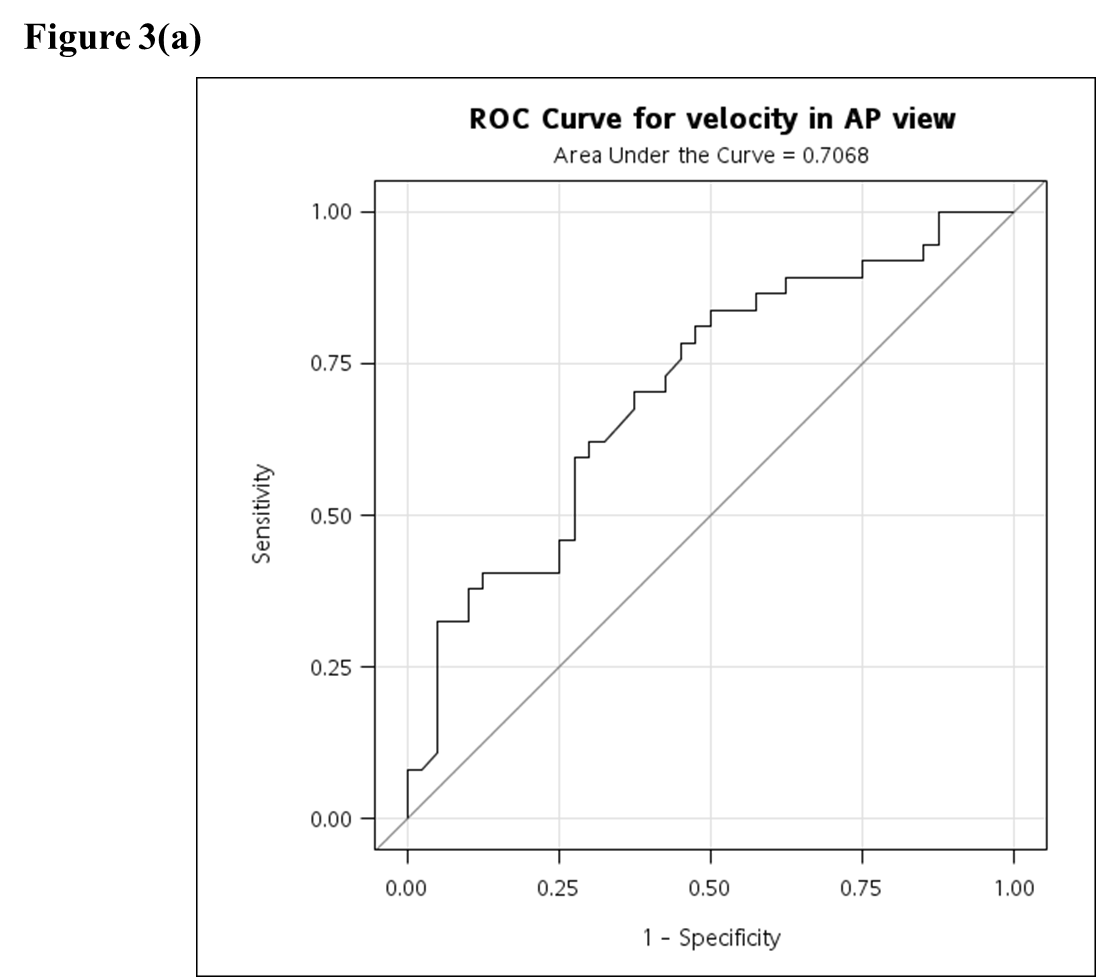 Figure 3(a)
ROC Curve for velocity in AP view
Area Under the Curve = 0.7068
1.00
0.75
0.50
0.25
0.00
Sensitivity
0.00 0.25 0.50 0.75 1.00
1 - Specificity